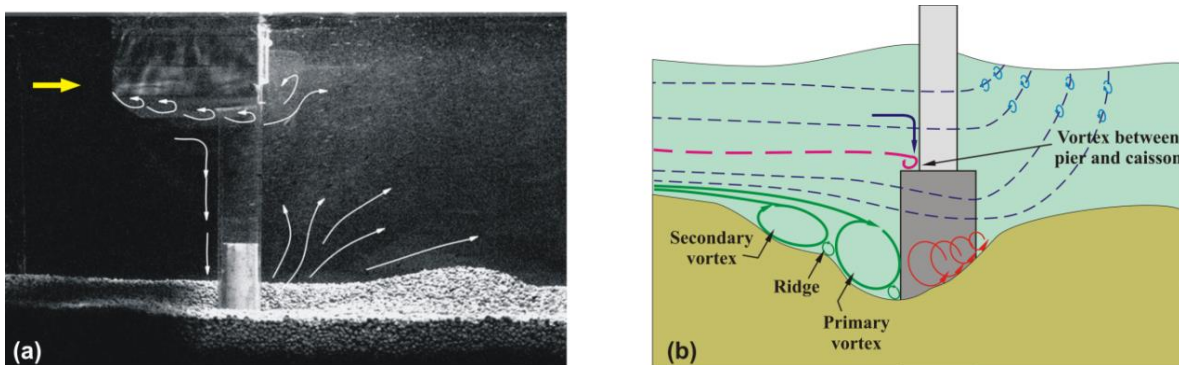 (a)
(b)
Vortex between
pier and caisson
Secondary
vortex
Ridge
Primary
vortex